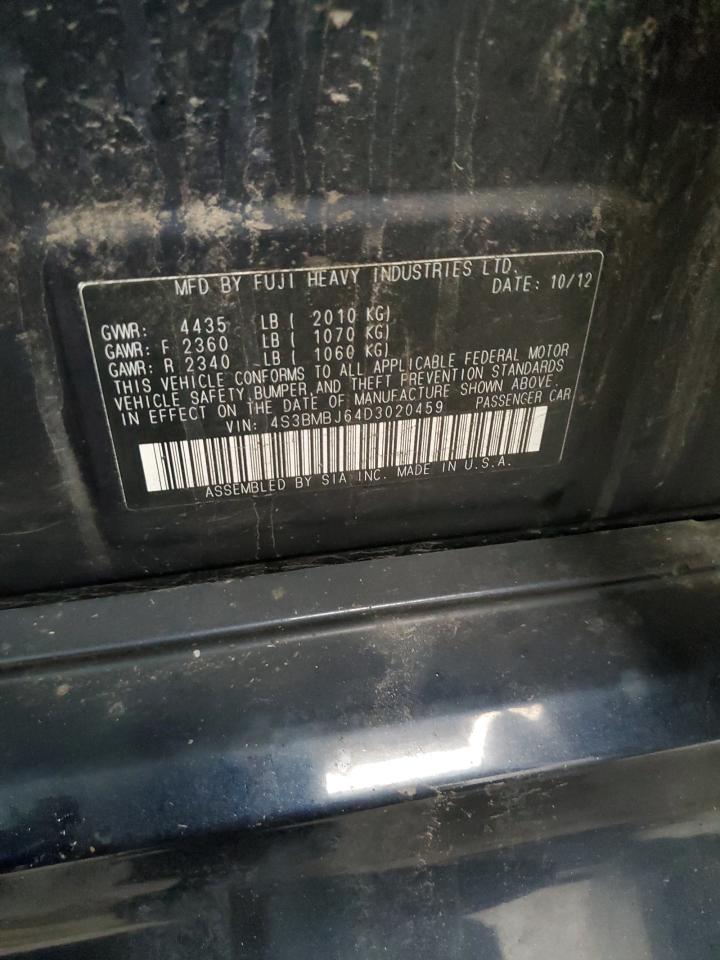 MFD BY FUJI HEAVY INDUSTRIES LTD.
DATE: 10/12
GVWR: 4435 LB ( 2010 KG)
GAWR: F 2360 LB ( 1070 KG)
GAWR: R 2340 LB ( 1060 KG)
THIS VEHICLE CONFORMS TO ALL APPLICABLE FEDERAL MOTOR
VEHICLE SAFETY, BUMPER, AND THEFT PREVENTION STANDARDS
IN EFFECT ON THE DATE OF MANUFACTURE SHOWN ABOVE.
VIN: 4S3BMBJ64D3020459 PASSENGER CAR
ASSEMBLED BY SIA INC. MADE IN U.S.A.